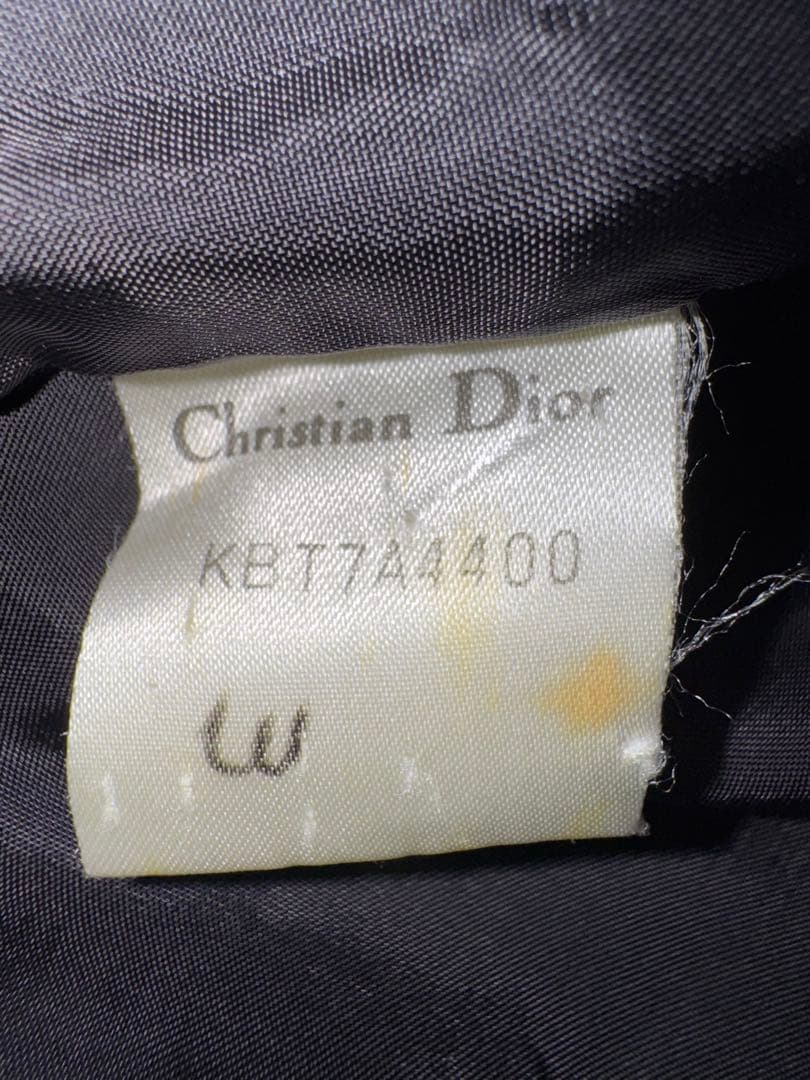 Christian Dior
KBT7A4400
ω